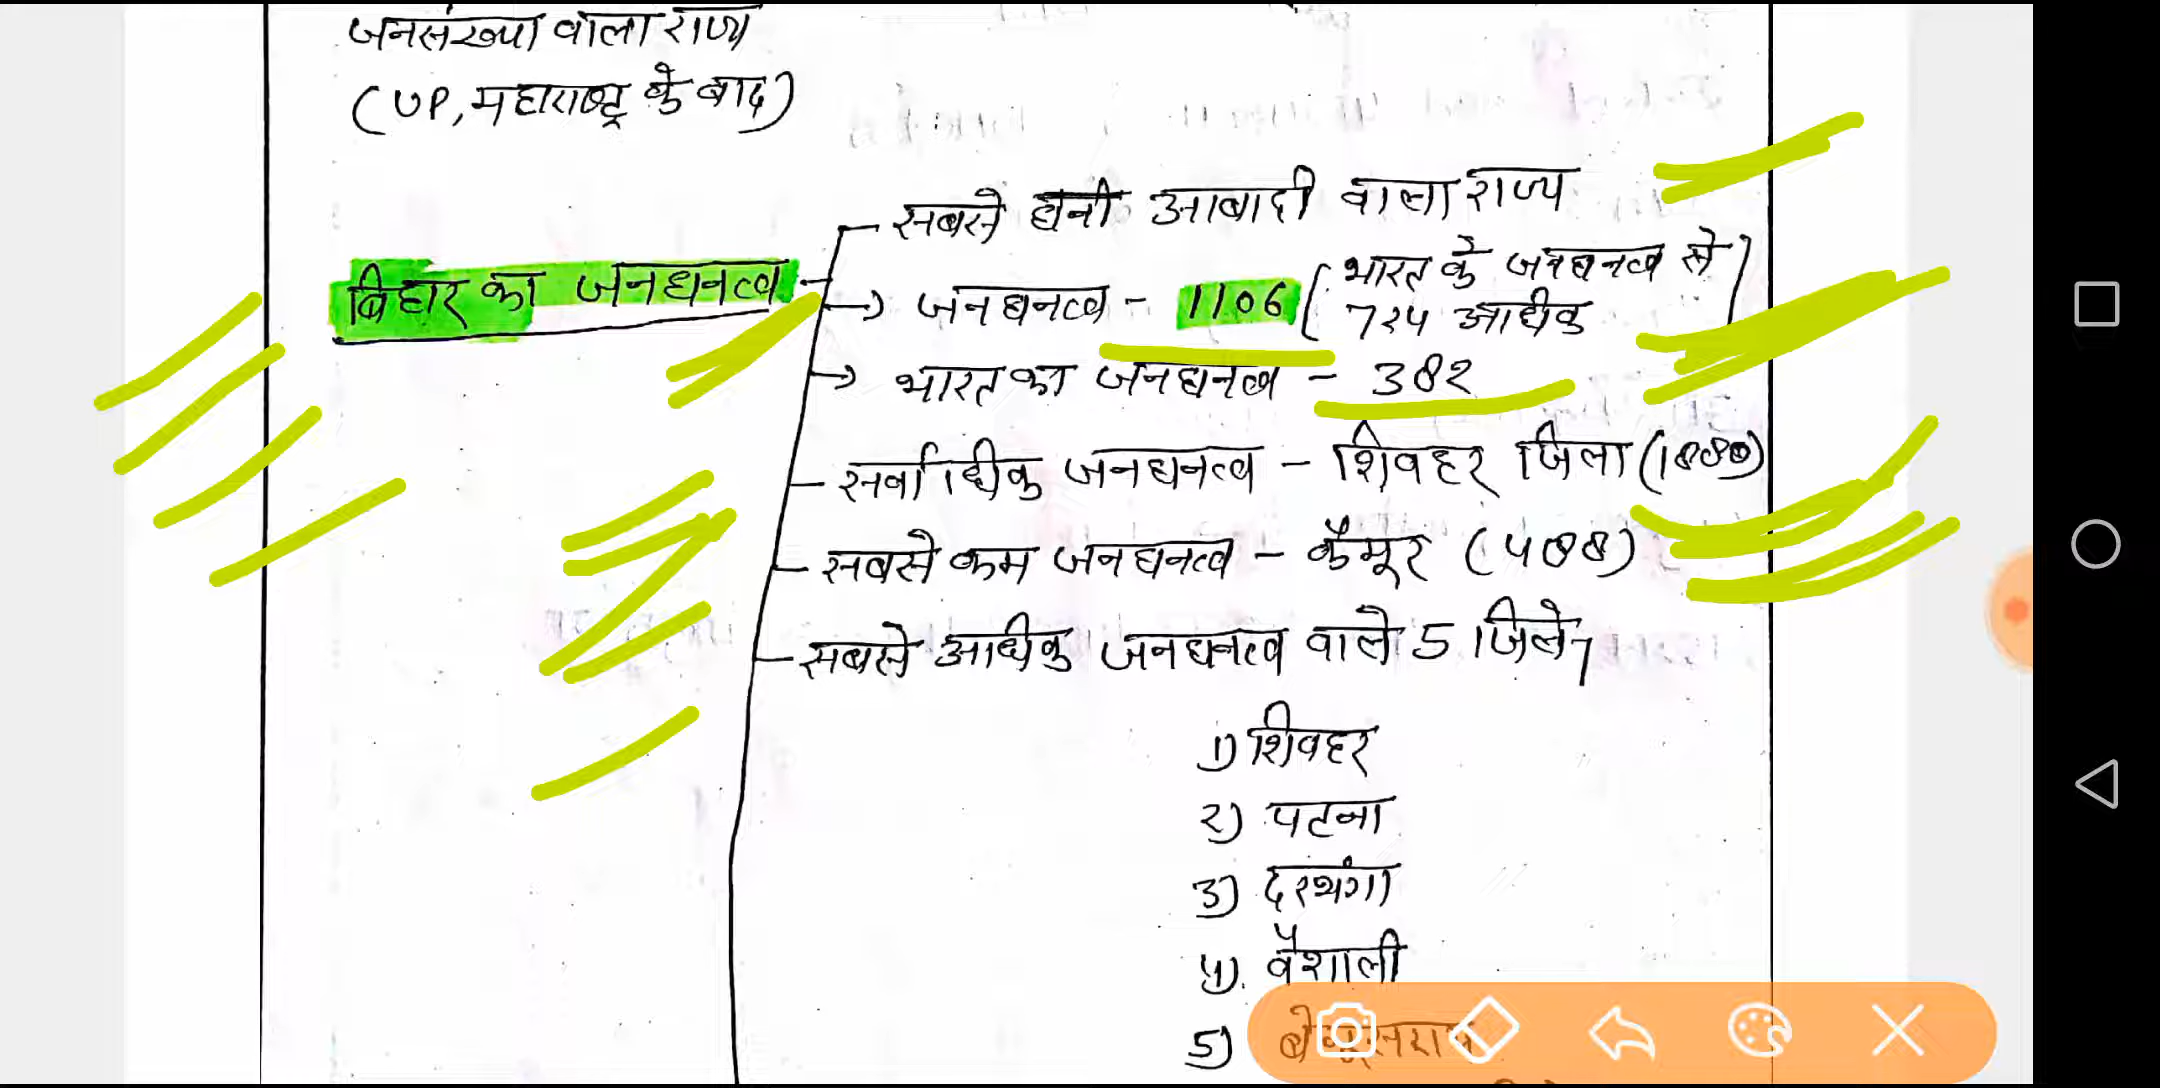 जनसंख्या वाला राज्य
(UP, महाराष्ट्र के बाद)
सबसे घनी आबादी वाला राज्य
बिहार का जनघनत्व
जनघनत्व - 1106 (भारत के जनघनत्व से
724 अधिक)
भारत का जनघनत्व - 382
सर्वाधिक जनघनत्व - शिवहर जिला
सबसे कम जनघनत्व - कैमूर (488)
सबसे अधिक जनघनत्व वाले 5 जिले
1) शिवहर
2) पटना
3) दरभंगा
4) वैशाली
5) बेगूसराय